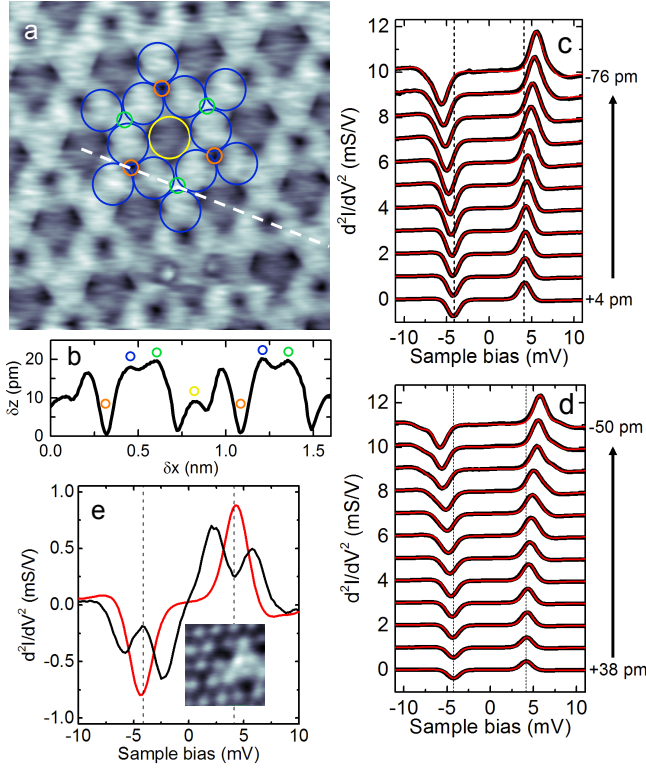 a
b
20
10
0
δz (pm)
0.0
0.5
1.0
1.5
δx (nm)
c
12
10
8
6
4
2
0
d²I/dV² (mS/V)
-76 pm
+4 pm
-10
-5
0
5
10
Sample bias (mV)
d
12
10
8
6
4
2
0
d²I/dV² (mS/V)
-50 pm
+38 pm
-10
-5
0
5
10
Sample bias (mV)
e
1.0
0.5
0.0
-0.5
-1.0
d²I/dV² (mS/V)
-10
-5
0
5
10
Sample bias (mV)